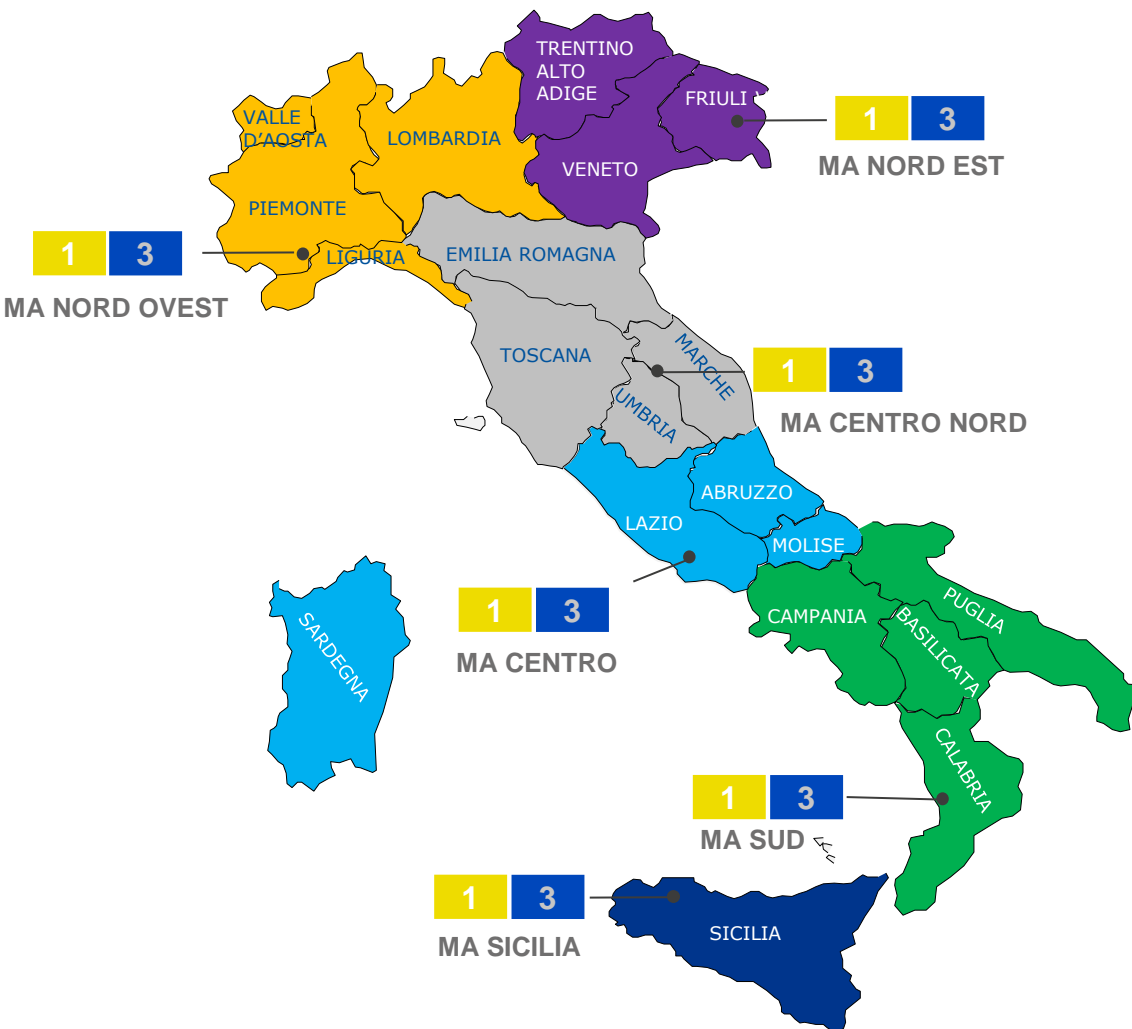 TRENTINO
ALTO
ADIGE
FRIULI
1 3
MA NORD EST
VALLE
D'AOSTA
LOMBARDIA
VENETO
PIEMONTE
1 3
MA NORD OVEST
LIGURIA
EMILIA ROMAGNA
TOSCANA
MARCHE
1 3
MA CENTRO NORD
UMBRIA
ABRUZZO
LAZIO
MOLISE
1 3
MA CENTRO
SARDEGNA
CAMPANIA
PUGLIA
BASILICATA
CALABRIA
1 3
MA SUD
1 3
MA SICILIA
SICILIA